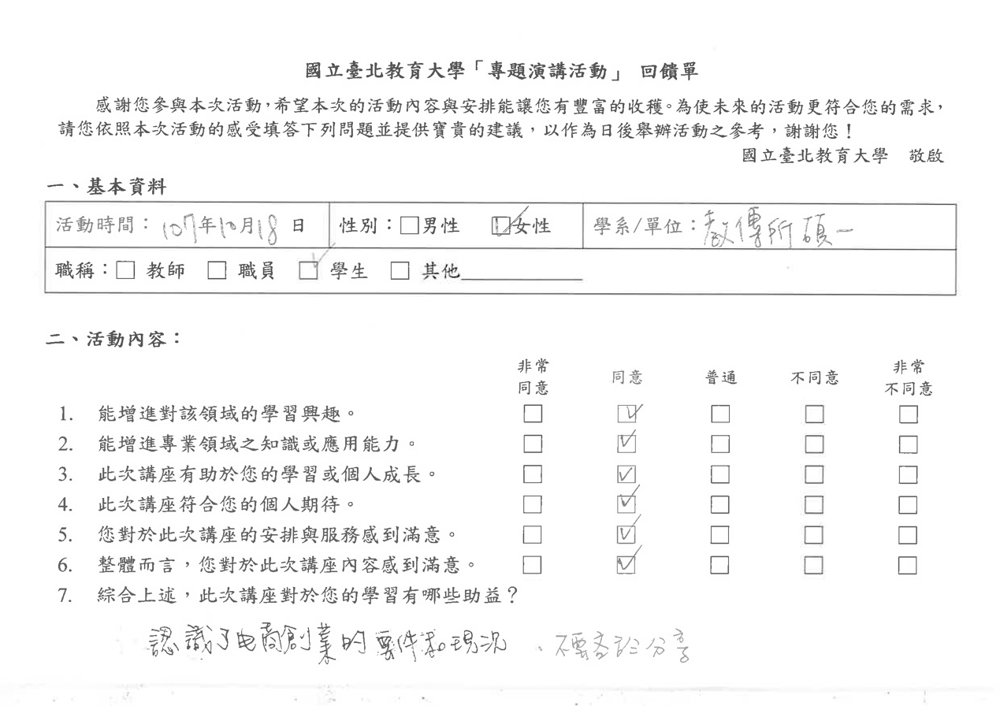 國立臺北教育大學「專題演講活動」 回饋單
感謝您參與本次活動，希望本次的活動內容與安排能讓您有豐富的收穫。為使未來的活動更符合您的需求，
請您依照本次活動的感受填答下列問題並提供寶貴的建議，以作為日後舉辦活動之參考，謝謝您！
國立臺北教育大學 敬啟
一、基本資料
活動時間：107年10月18日 性別：□男性 ☑女性 學系/單位：教傳所碩一
職稱：□ 教師 □ 職員 ☑ 學生 □ 其他__________
二、活動內容：
非常同意 同意 普通 不同意 非常不同意
1. 能增進對該領域的學習興趣。 □ ☑ □ □ □
2. 能增進專業領域之知識或應用能力。 □ ☑ □ □ □
3. 此次講座有助於您的學習或個人成長。 □ ☑ □ □ □
4. 此次講座符合您的個人期待。 □ ☑ □ □ □
5. 您對於此次講座的安排與服務感到滿意。 □ ☑ □ □ □
6. 整體而言，您對於此次講座內容感到滿意。 □ ☑ □ □ □
7. 綜合上述，此次講座對於您的學習有哪些助益？
認識了电商創業的要件和現況、不要吝於分享